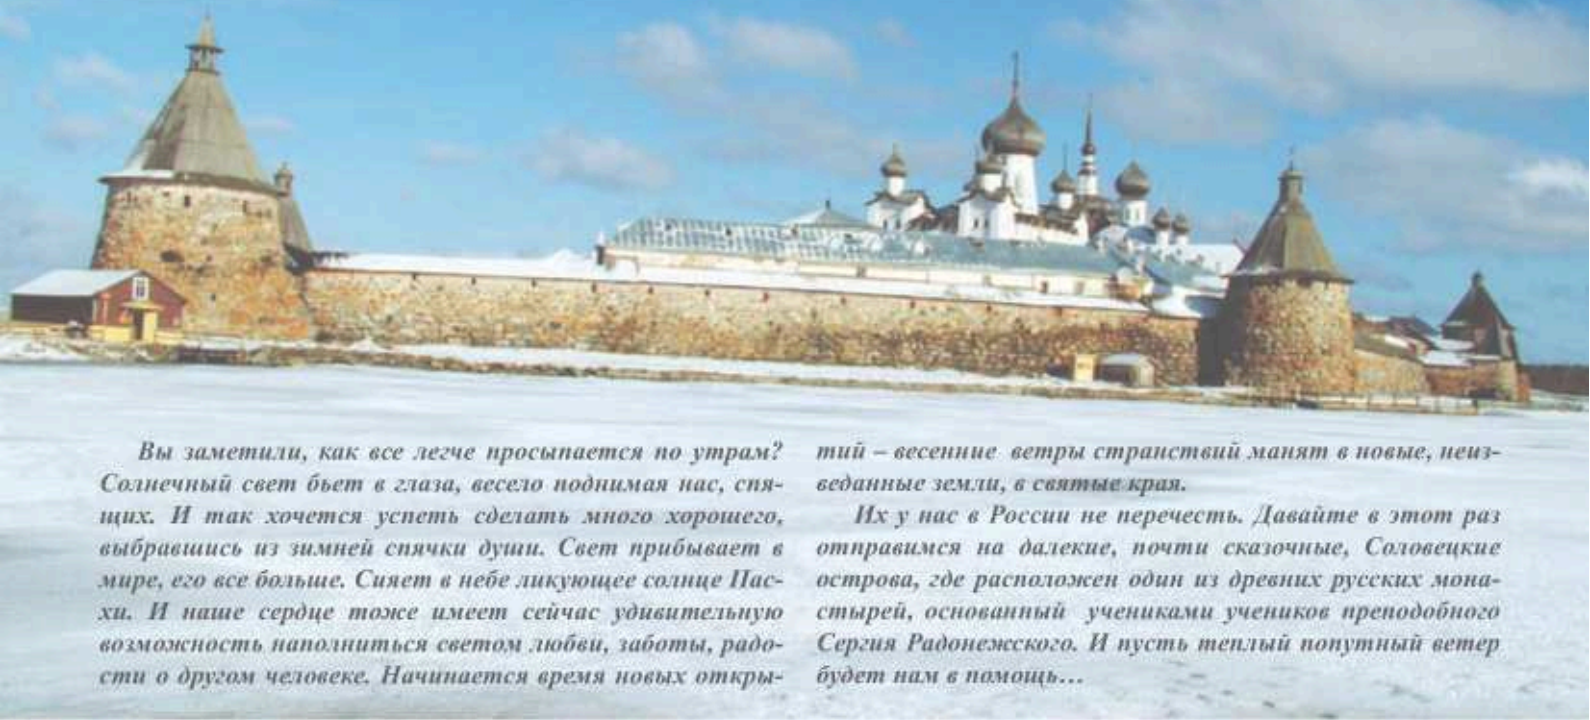 Вы заметили, как все легче просыпается по утрам?
Солнечный свет бьет в глаза, весело поднимая нас, спя-
щих. И так хочется успеть сделать много хорошего,
выбравшись из зимней спячки души. Свет прибывает в
мире, его все больше. Сияет в небе ликующее солнце Пас-
хи. И наше сердце тоже имеет сейчас удивительную
возможность наполниться светом любви, заботы, радо-
сти о другом человеке. Начинается время новых откры-
тий – весенние ветры странствий манят в новые, неиз-
веданные земли, в святые края.
Их у нас в России не перечесть. Давайте в этот раз
отправимся на далекие, почти сказочные, Соловецкие
острова, где расположен один из древних русских мона-
стырей, основанный учениками учеников преподобного
Сергия Радонежского. И пусть теплый попутный ветер
будет нам в помощь…